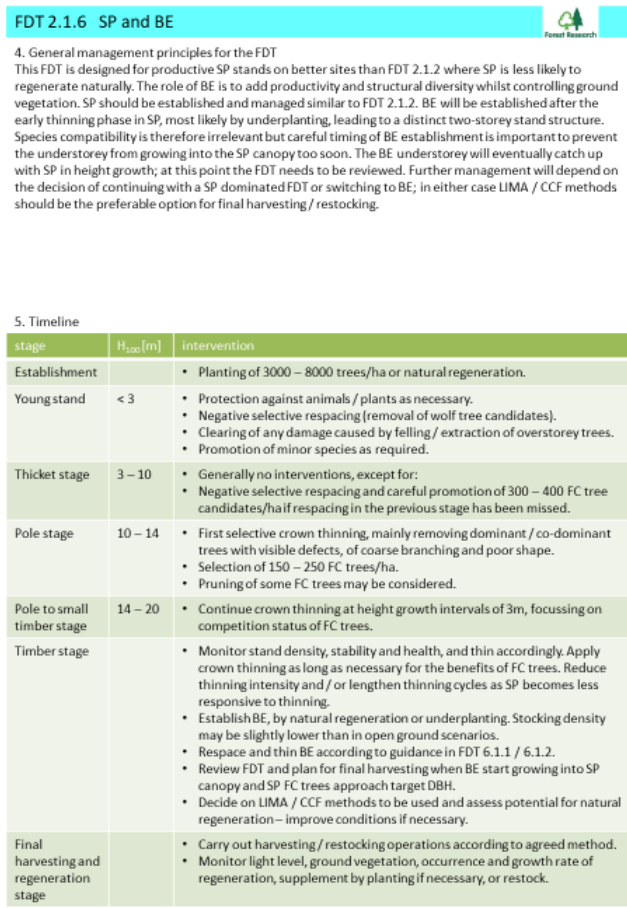 FDT 2.1.6 SP and BE
Forest Research
4. General management principles for the FDT
This FDT is designed for productive SP stands on better sites than FDT 2.1.2 where SP is less likely to
regenerate naturally. The role of BE is to add productivity and structural diversity whilst controlling ground
vegetation. SP should be established and managed similar to FDT 2.1.2. BE will be established after the
early thinning phase in SP, most likely by underplanting, leading to a distinct two-storey stand structure.
Species compatibility is therefore irrelevant but careful timing of BE establishment is important to prevent
the understorey from growing into the SP canopy too soon. The BE understorey will eventually catch up
with SP in height growth; at this point the FDT needs to be reviewed. Further management will depend on
the decision of continuing with a SP dominated FDT or switching to BE; in either case LIMA / CCF methods
should be the preferable option for final harvesting / restocking.
5. Timeline
stage H100 [m] intervention
Establishment • Planting of 3000 – 8000 trees/ha or natural regeneration.
Young stand < 3 • Protection against animals / plants as necessary.
• Negative selective respacing (removal of wolf tree candidates).
• Clearing of any damage caused by felling / extraction of overstorey trees.
• Promotion of minor species as required.
Thicket stage 3 – 10 • Generally no interventions, except for:
• Negative selective respacing and careful promotion of 300 – 400 FC tree
candidates/ha if respacing in the previous stage has been missed.
Pole stage 10 – 14 • First selective crown thinning, mainly removing dominant / co-dominant
trees with visible defects, of coarse branching and poor shape.
• Selection of 150 – 250 FC trees/ha.
• Pruning of some FC trees may be considered.
Pole to small 14 – 20 • Continue crown thinning at height growth intervals of 3m, focussing on
timber stage competition status of FC trees.
Timber stage • Monitor stand density, stability and health, and thin accordingly. Apply
crown thinning as long as necessary for the benefits of FC trees. Reduce
thinning intensity and / or lengthen thinning cycles as SP becomes less
responsive to thinning.
• Establish BE, by natural regeneration or underplanting. Stocking density
may be slightly lower than in open ground scenarios.
• Respace and thin BE according to guidance in FDT 6.1.1 / 6.1.2.
• Review FDT and plan for final harvesting when BE start growing into SP
canopy and SP FC trees approach target DBH.
• Decide on LIMA / CCF methods to be used and assess potential for natural
regeneration – improve conditions if necessary.
Final • Carry out harvesting / restocking operations according to agreed method.
harvesting and • Monitor light level, ground vegetation, occurrence and growth rate of
regeneration regeneration, supplement by planting if necessary, or restock.
stage